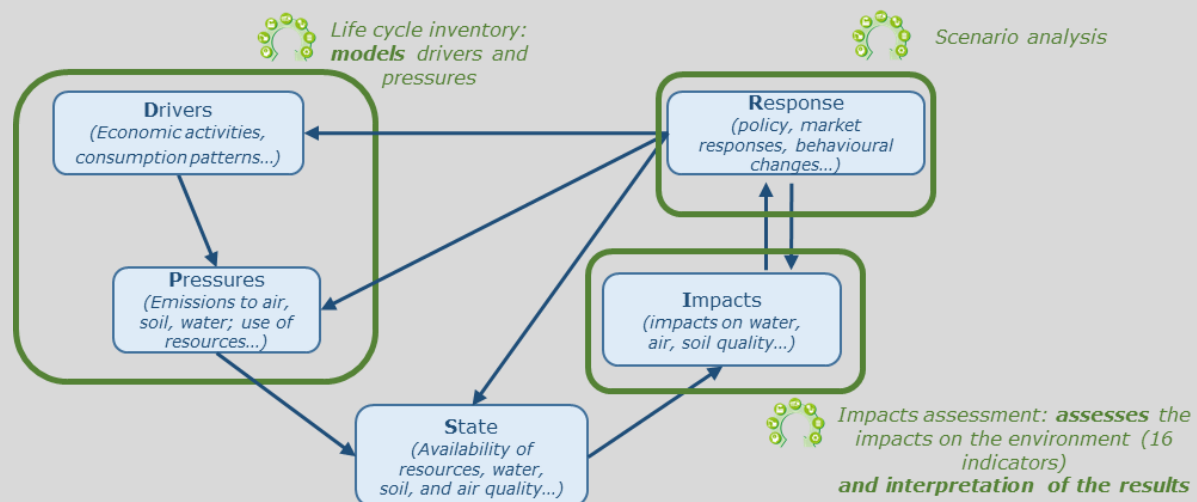 Life cycle inventory:
models drivers and
pressures
Scenario analysis
Drivers
(Economic activities,
consumption patterns...)
Response
(policy, market
responses, behavioural
changes...)
Pressures
(Emissions to air,
soil, water; use of
resources...)
Impacts
(impacts on water,
air, soil quality...)
State
(Availability of
resources, water,
soil, and air quality...)
Impacts assessment: assesses the
impacts on the environment (16
indicators)
and interpretation of the results